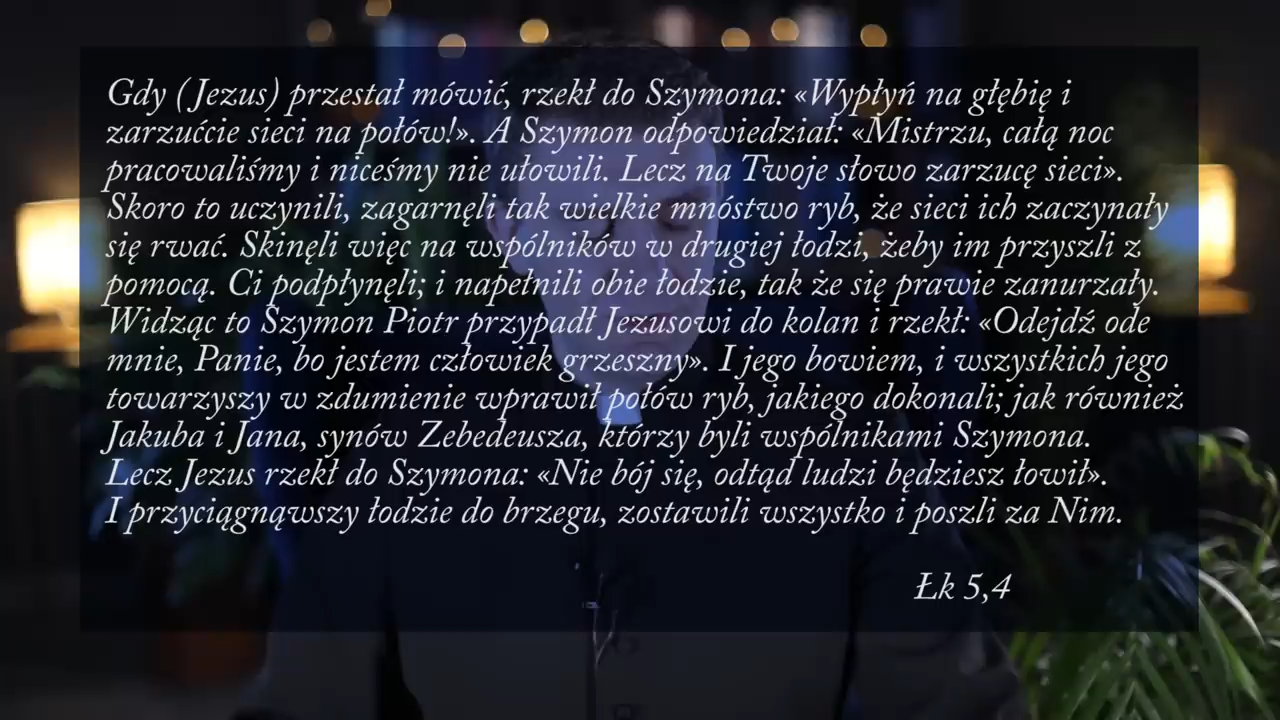 Gdy (Jezus) przestał mówić, rzekł do Szymona: «Wypłyń na głębię i
zarzućcie sieci na połów!». A Szymon odpowiedział: «Mistrzu, całą noc
pracowaliśmy i niceśmy nie ułowili. Lecz na Twoje słowo zarzucę sieci».
Skoro to uczynili, zagarnęli tak wielkie mnóstwo ryb, że sieci ich zaczynały
się rwać. Skinęli więc na wspólników w drugiej łodzi, żeby im przyszli z
pomocą. Ci podpłynęli; i napełnili obie łodzie, tak że się prawie zanurzały.
Widząc to Szymon Piotr przypadł Jezusowi do kolan i rzekł: «Odejdź ode
mnie, Panie, bo jestem człowiek grzeszny». I jego bowiem, i wszystkich jego
towarzyszy w zdumienie wprawił połów ryb, jakiego dokonali; jak również
Jakuba i Jana, synów Zebedeusza, którzy byli wspólnikami Szymona.
Lecz Jezus rzekł do Szymona: «Nie bój się, odtąd ludzi będziesz łowił».
I przyciągnąwszy łodzie do brzegu, zostawili wszystko i poszli za Nim.
Łk 5,4